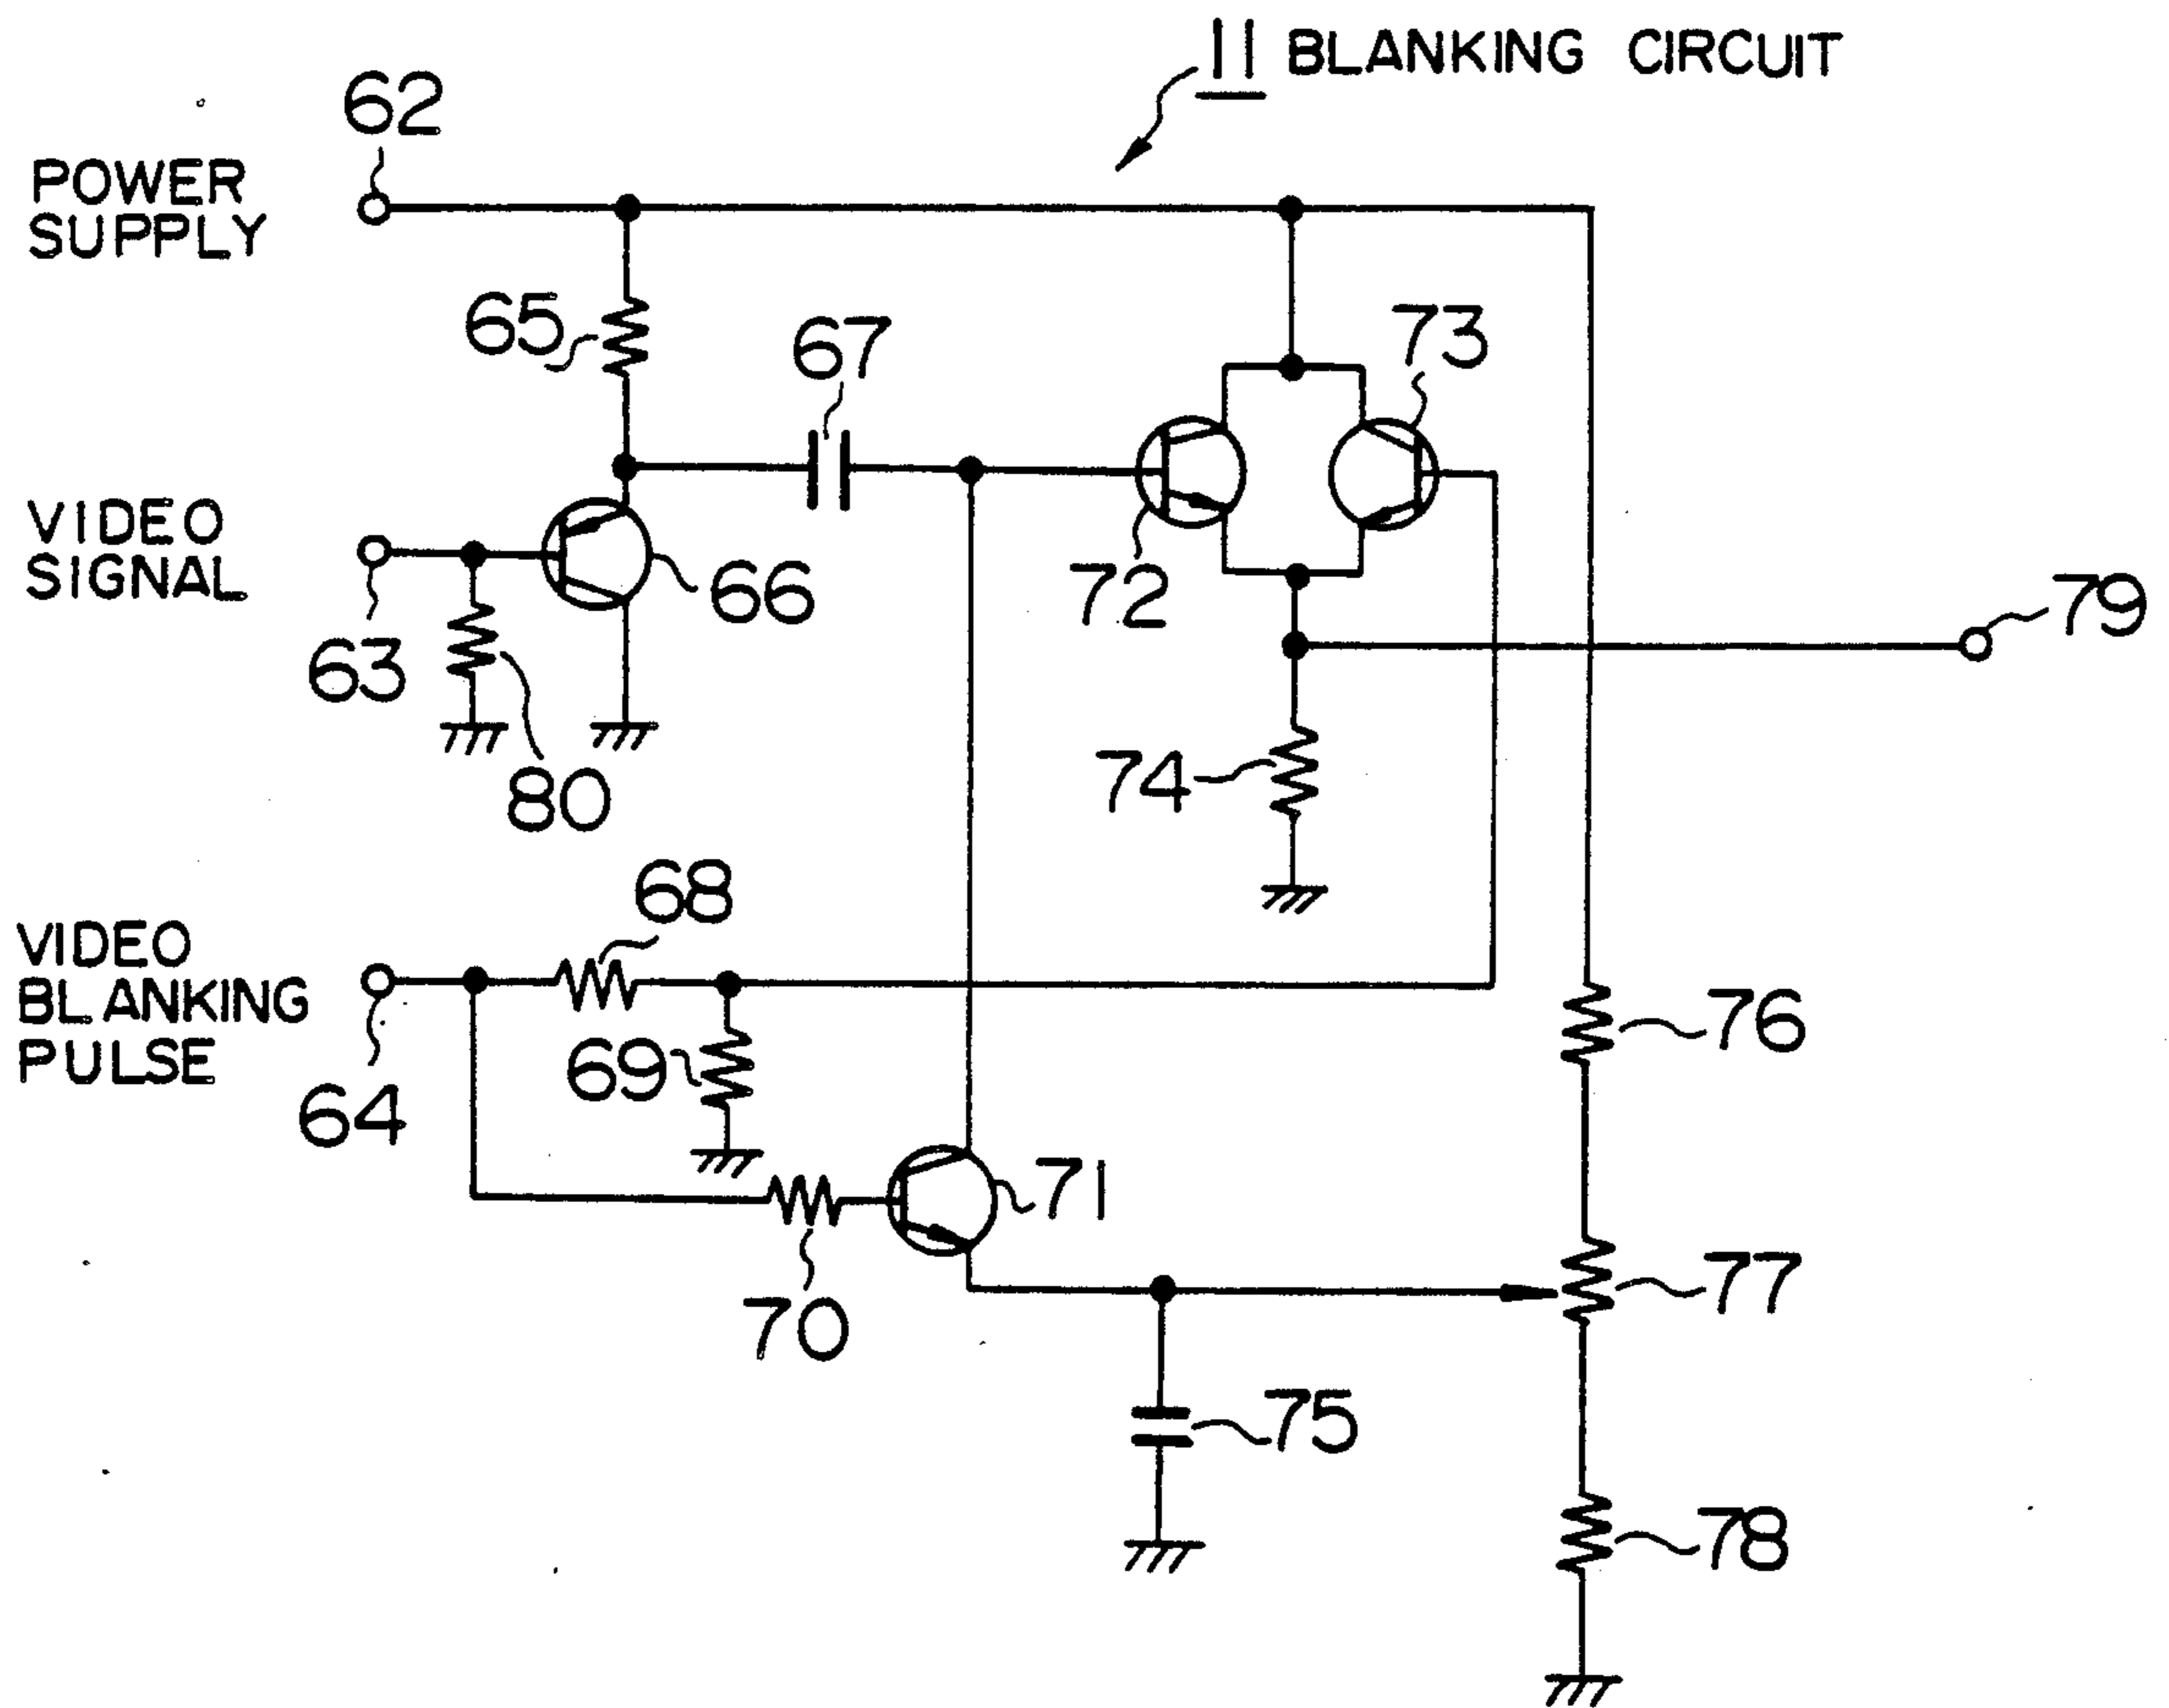 11 BLANKING CIRCUIT
62
POWER
SUPPLY
65
67
73
VIDEO
SIGNAL
63
66
72
79
80
74
68
VIDEO
BLANKING
PULSE
64
69
76
71
70
77
75
78